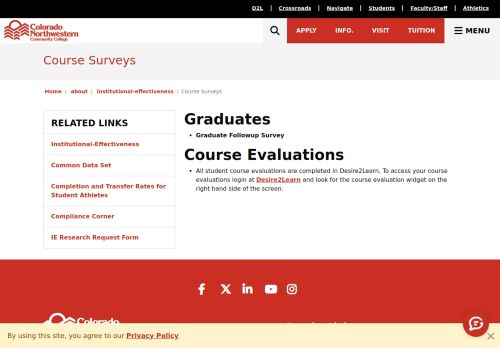 D2L | Crossroads | Navigate | Students | Faculty/Staff | Athletics
Colorado
Northwestern
Community College
APPLY INFO. VISIT TUITION MENU
Course Surveys
Home / about / institutional-effectiveness / Course Surveys
RELATED LINKS
Institutional-Effectiveness
Common Data Set
Completion and Transfer Rates for
Student Athletes
Compliance Corner
IE Research Request Form
Graduates
• Graduate Followup Survey
Course Evaluations
• All student course evaluations are completed in Desire2Learn. To access your course
evaluations login at Desire2Learn and look for the course evaluation widget on the
right hand side of the screen.
Colorado
By using this site, you agree to our Privacy Policy